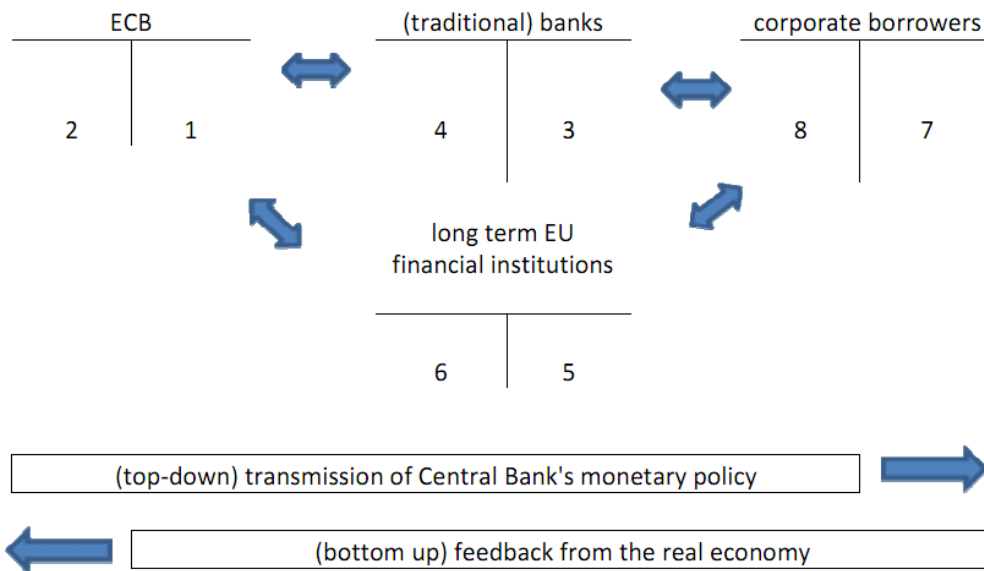 ECB
(traditional) banks
corporate borrowers
2
1
4
3
8
7
long term EU
financial institutions
6
5
(top-down) transmission of Central Bank's monetary policy
(bottom up) feedback from the real economy